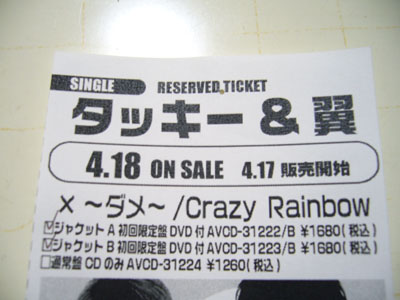 SINGLE RESERVED TICKET
タッキー&翼
4.18 ON SALE 4.17 販売開始
× ~ダメ~ /Crazy Rainbow
☑ジャケットA 初回限定盤 DVD付 AVCD-31222/B ¥1680(税込)
☑ジャケットB 初回限定盤 DVD付 AVCD-31223/B ¥1680(税込)
□通常盤 CDのみ AVCD-31224 ¥1260(税込)